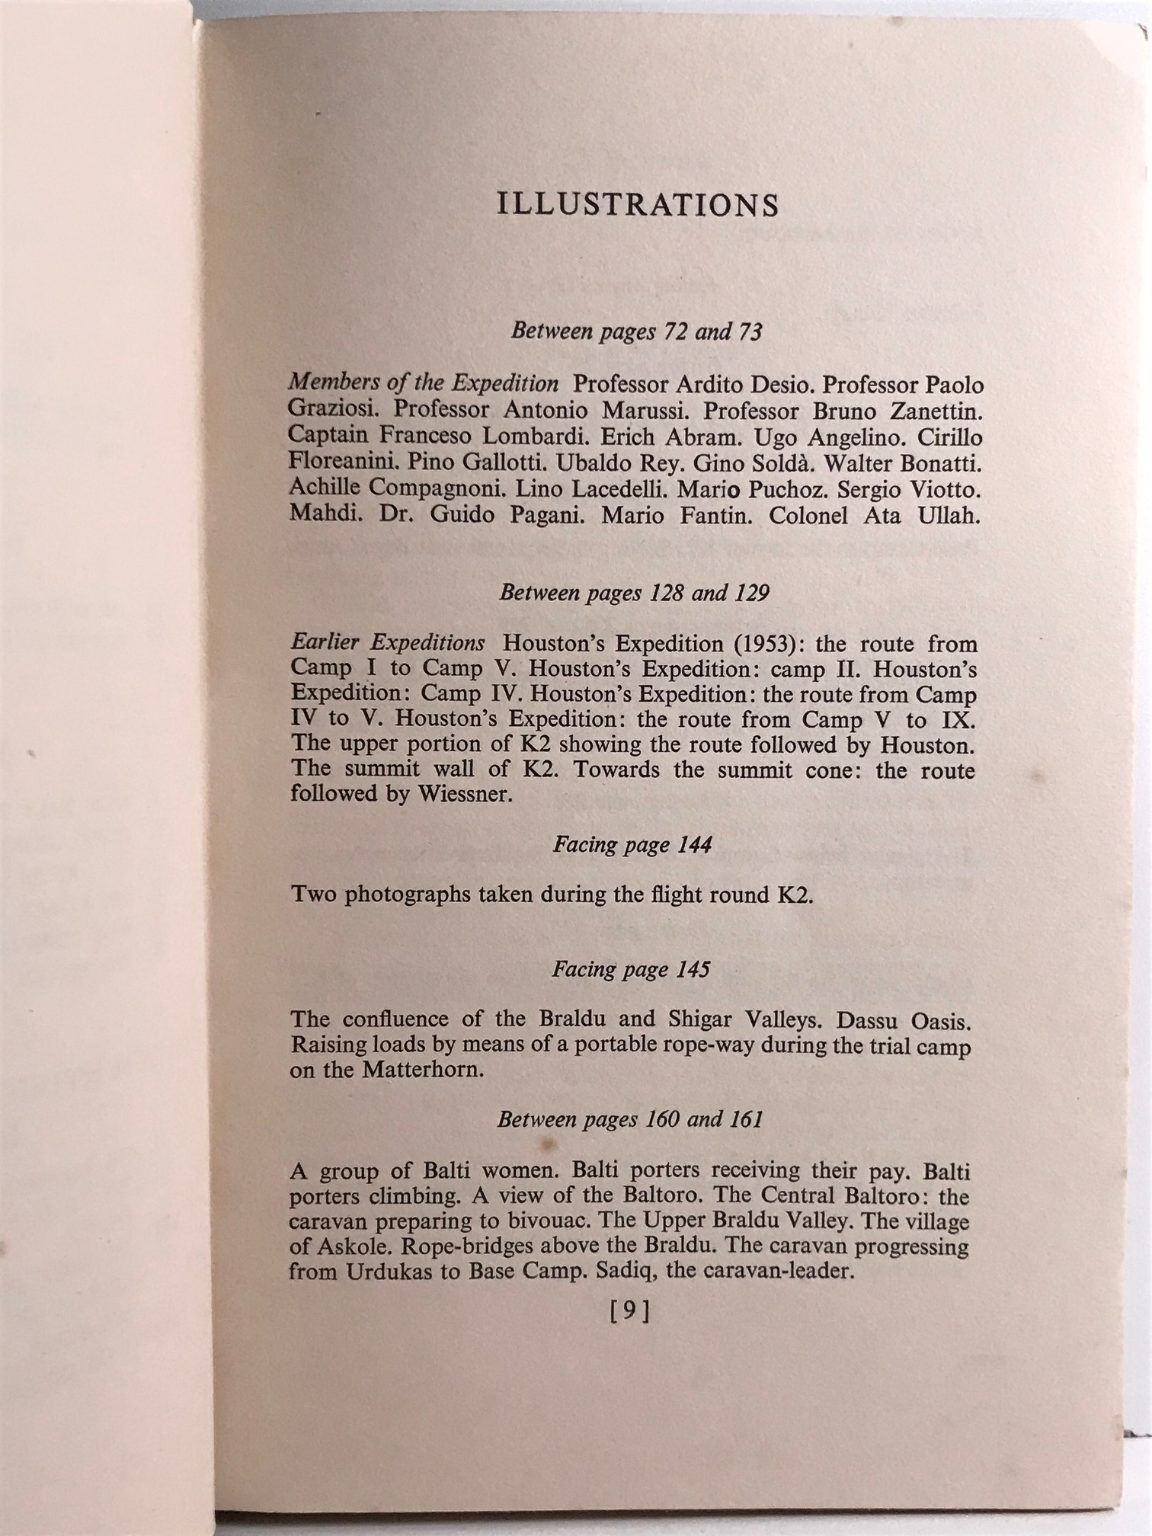 ILLUSTRATIONS
Between pages 72 and 73
Members of the Expedition Professor Ardito Desio. Professor Paolo
Graziosi. Professor Antonio Marussi. Professor Bruno Zanettin.
Captain Franceso Lombardi. Erich Abram. Ugo Angelino. Cirillo
Floreanini. Pino Gallotti. Ubaldo Rey. Gino Soldà. Walter Bonatti.
Achille Compagnoni. Lino Lacedelli. Mario Puchoz. Sergio Viotto.
Mahdi. Dr. Guido Pagani. Mario Fantin. Colonel Ata Ullah.
Between pages 128 and 129
Earlier Expeditions Houston's Expedition (1953): the route from
Camp I to Camp V. Houston's Expedition: camp II. Houston's
Expedition: Camp IV. Houston's Expedition: the route from Camp
IV to V. Houston's Expedition: the route from Camp V to IX.
The upper portion of K2 showing the route followed by Houston.
The summit wall of K2. Towards the summit cone: the route
followed by Wiessner.
Facing page 144
Two photographs taken during the flight round K2.
Facing page 145
The confluence of the Braldu and Shigar Valleys. Dassu Oasis.
Raising loads by means of a portable rope-way during the trial camp
on the Matterhorn.
Between pages 160 and 161
A group of Balti women. Balti porters receiving their pay. Balti
porters climbing. A view of the Baltoro. The Central Baltoro: the
caravan preparing to bivouac. The Upper Braldu Valley. The village
of Askole. Rope-bridges above the Braldu. The caravan progressing
from Urdukas to Base Camp. Sadiq, the caravan-leader.
[9]